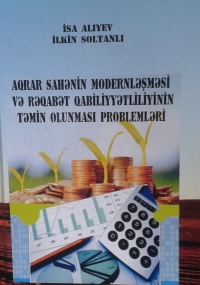 İSA ALIYEV
İLKİN SOLTANLI
AQRAR SAHƏNİN MODERNLƏŞMƏSİ
VƏ RƏQABƏT QABİLİYYƏTLİLİYİNİN
TƏMİN OLUNMASI PROBLEMLƏRİ